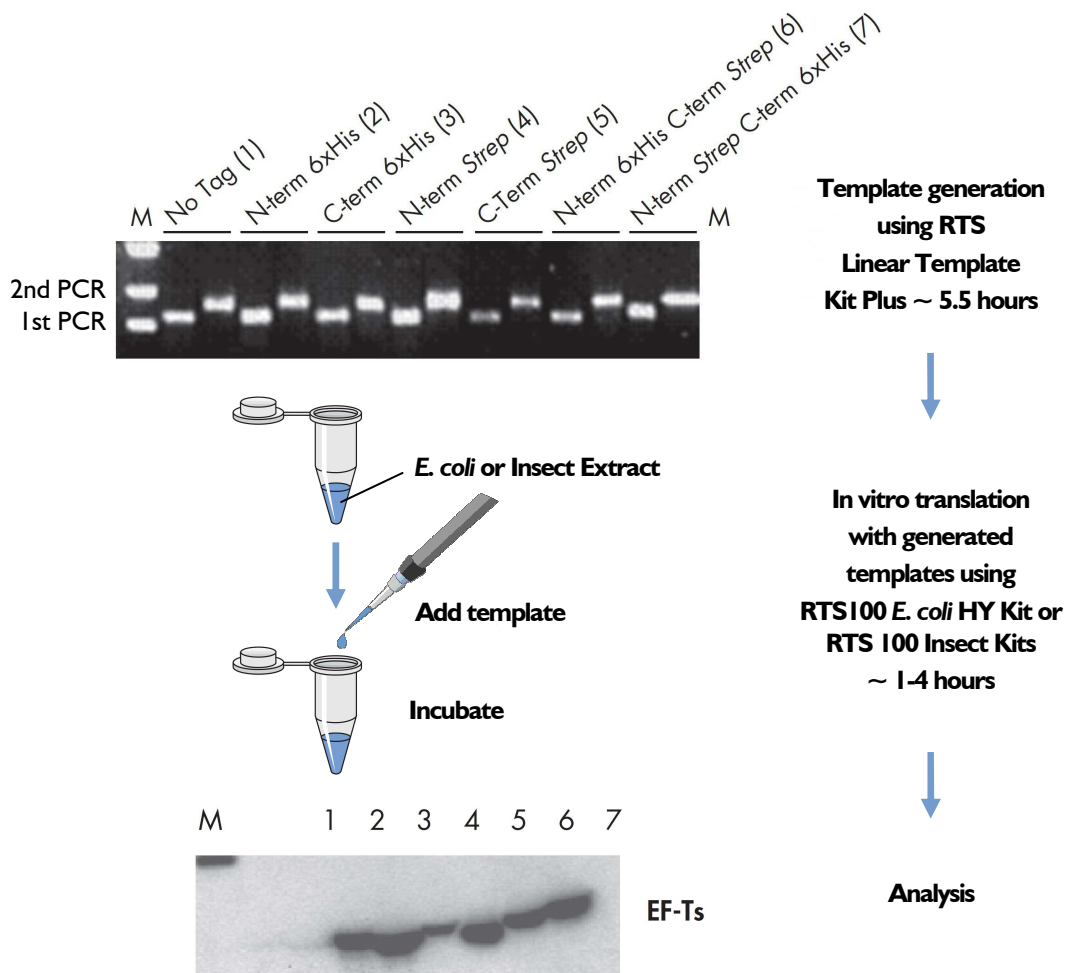 M
No Tag (1)
N-term 6xHis (2)
C-term 6xHis (3)
N-term Strep (4)
C-Term Strep (5)
N-term 6xHis C-term Strep (6)
N-term Strep C-term 6xHis (7)
M
2nd PCR
1st PCR
Template generation
using RTS
Linear Template
Kit Plus ~ 5.5 hours
E. coli or Insect Extract
Add template
Incubate
In vitro translation
with generated
templates using
RTS100 E. coli HY Kit or
RTS 100 Insect Kits
~ 1-4 hours
M 1 2 3 4 5 6 7
EF-Ts
Analysis